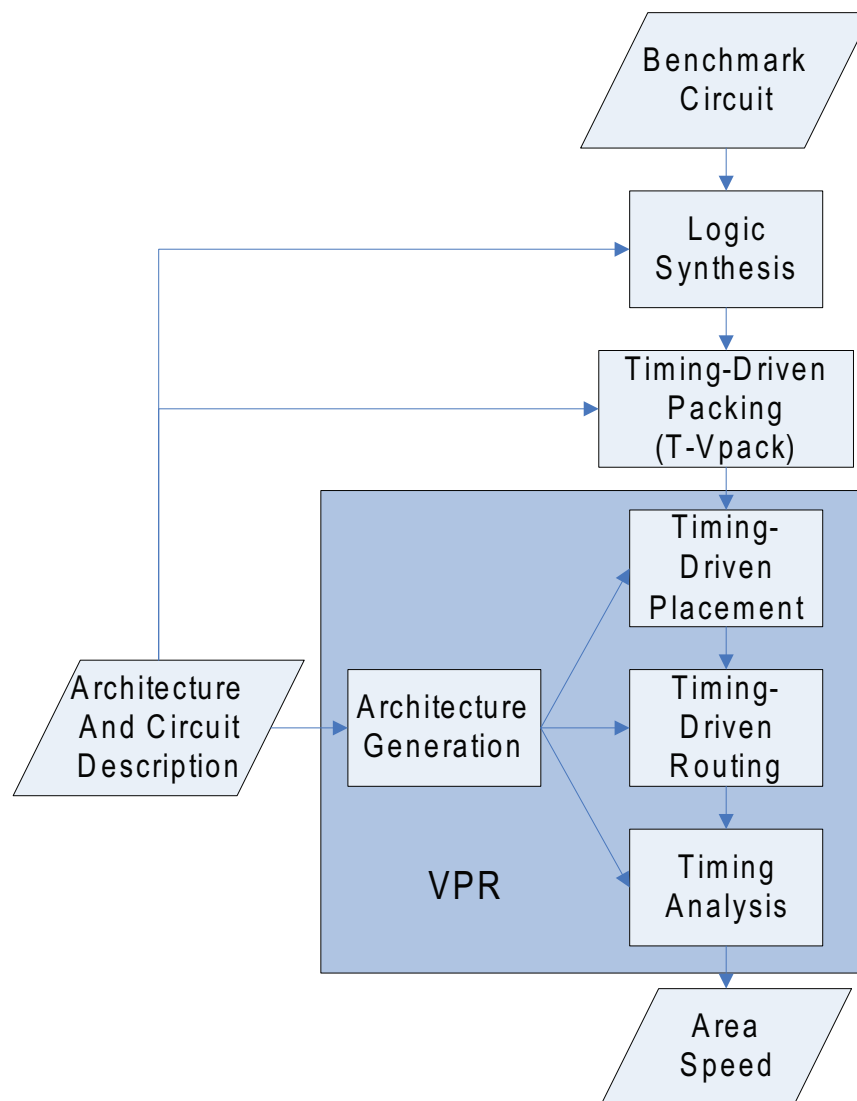 Benchmark
Circuit
Logic
Synthesis
Timing-Driven
Packing
(T-Vpack)
Timing-
Driven
Placement
Architecture
And Circuit
Description
Architecture
Generation
Timing-
Driven
Routing
VPR
Timing
Analysis
Area
Speed